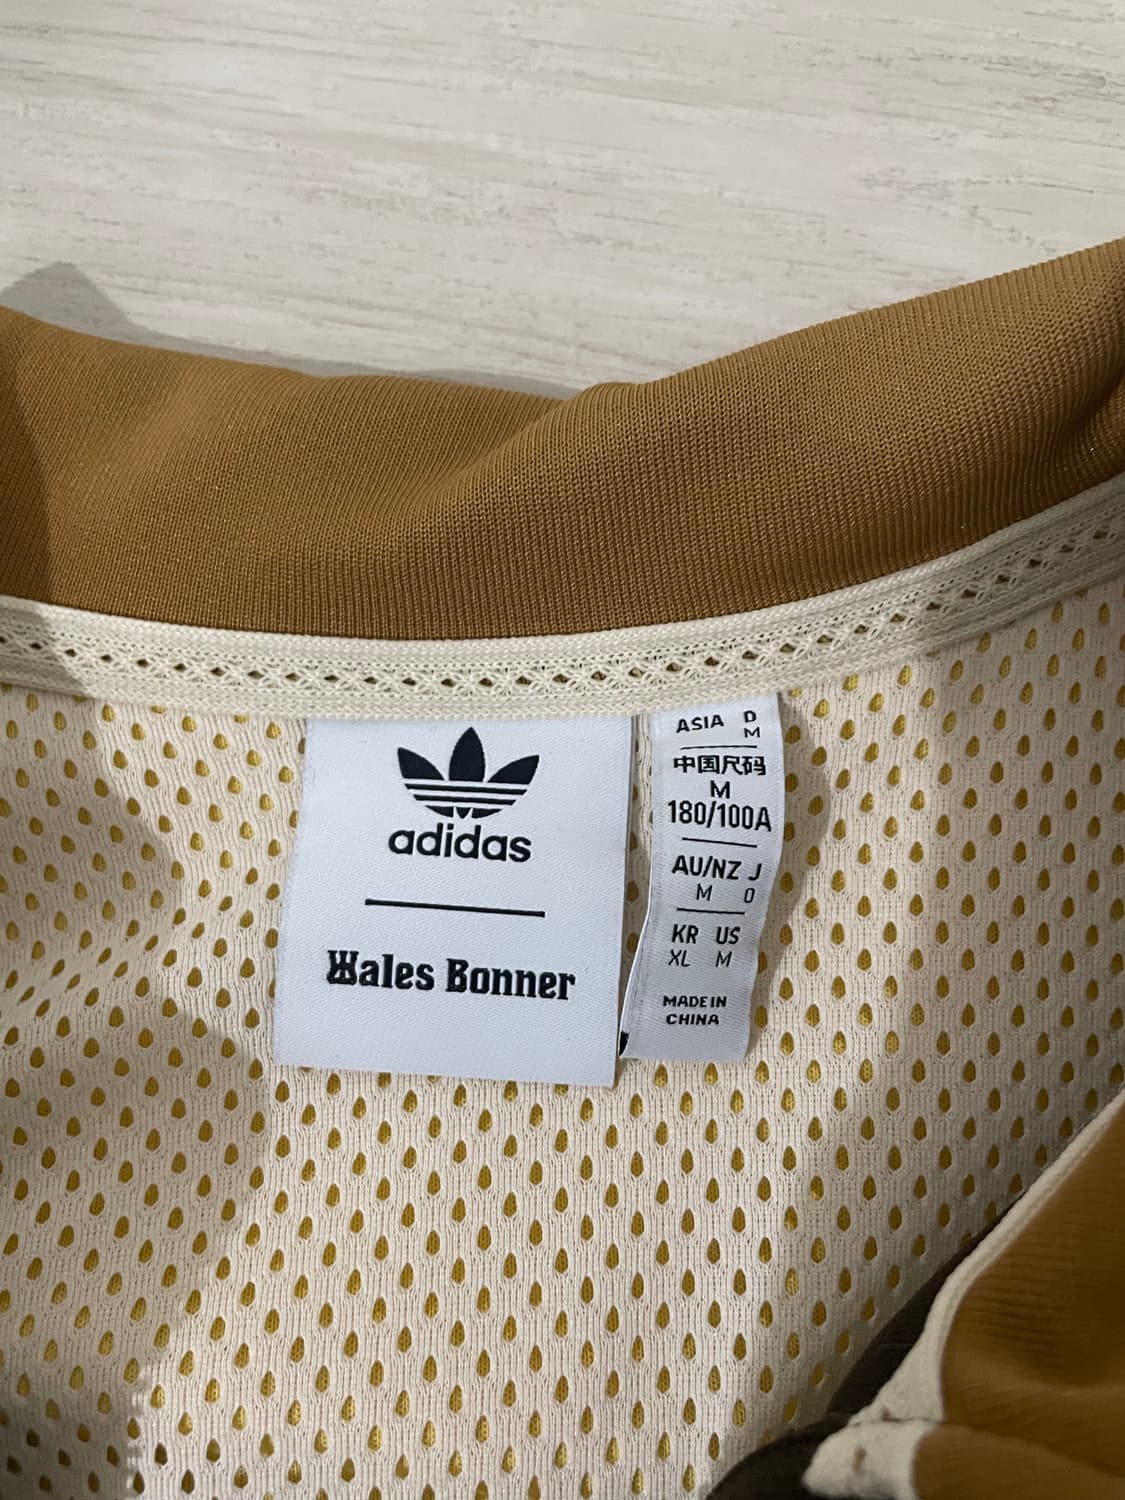 adidas
Wales Bonner
ASIA D
M
中国尺码
M
180/100A
AU/NZ J
M O
KR US
XL M
MADE IN
CHINA